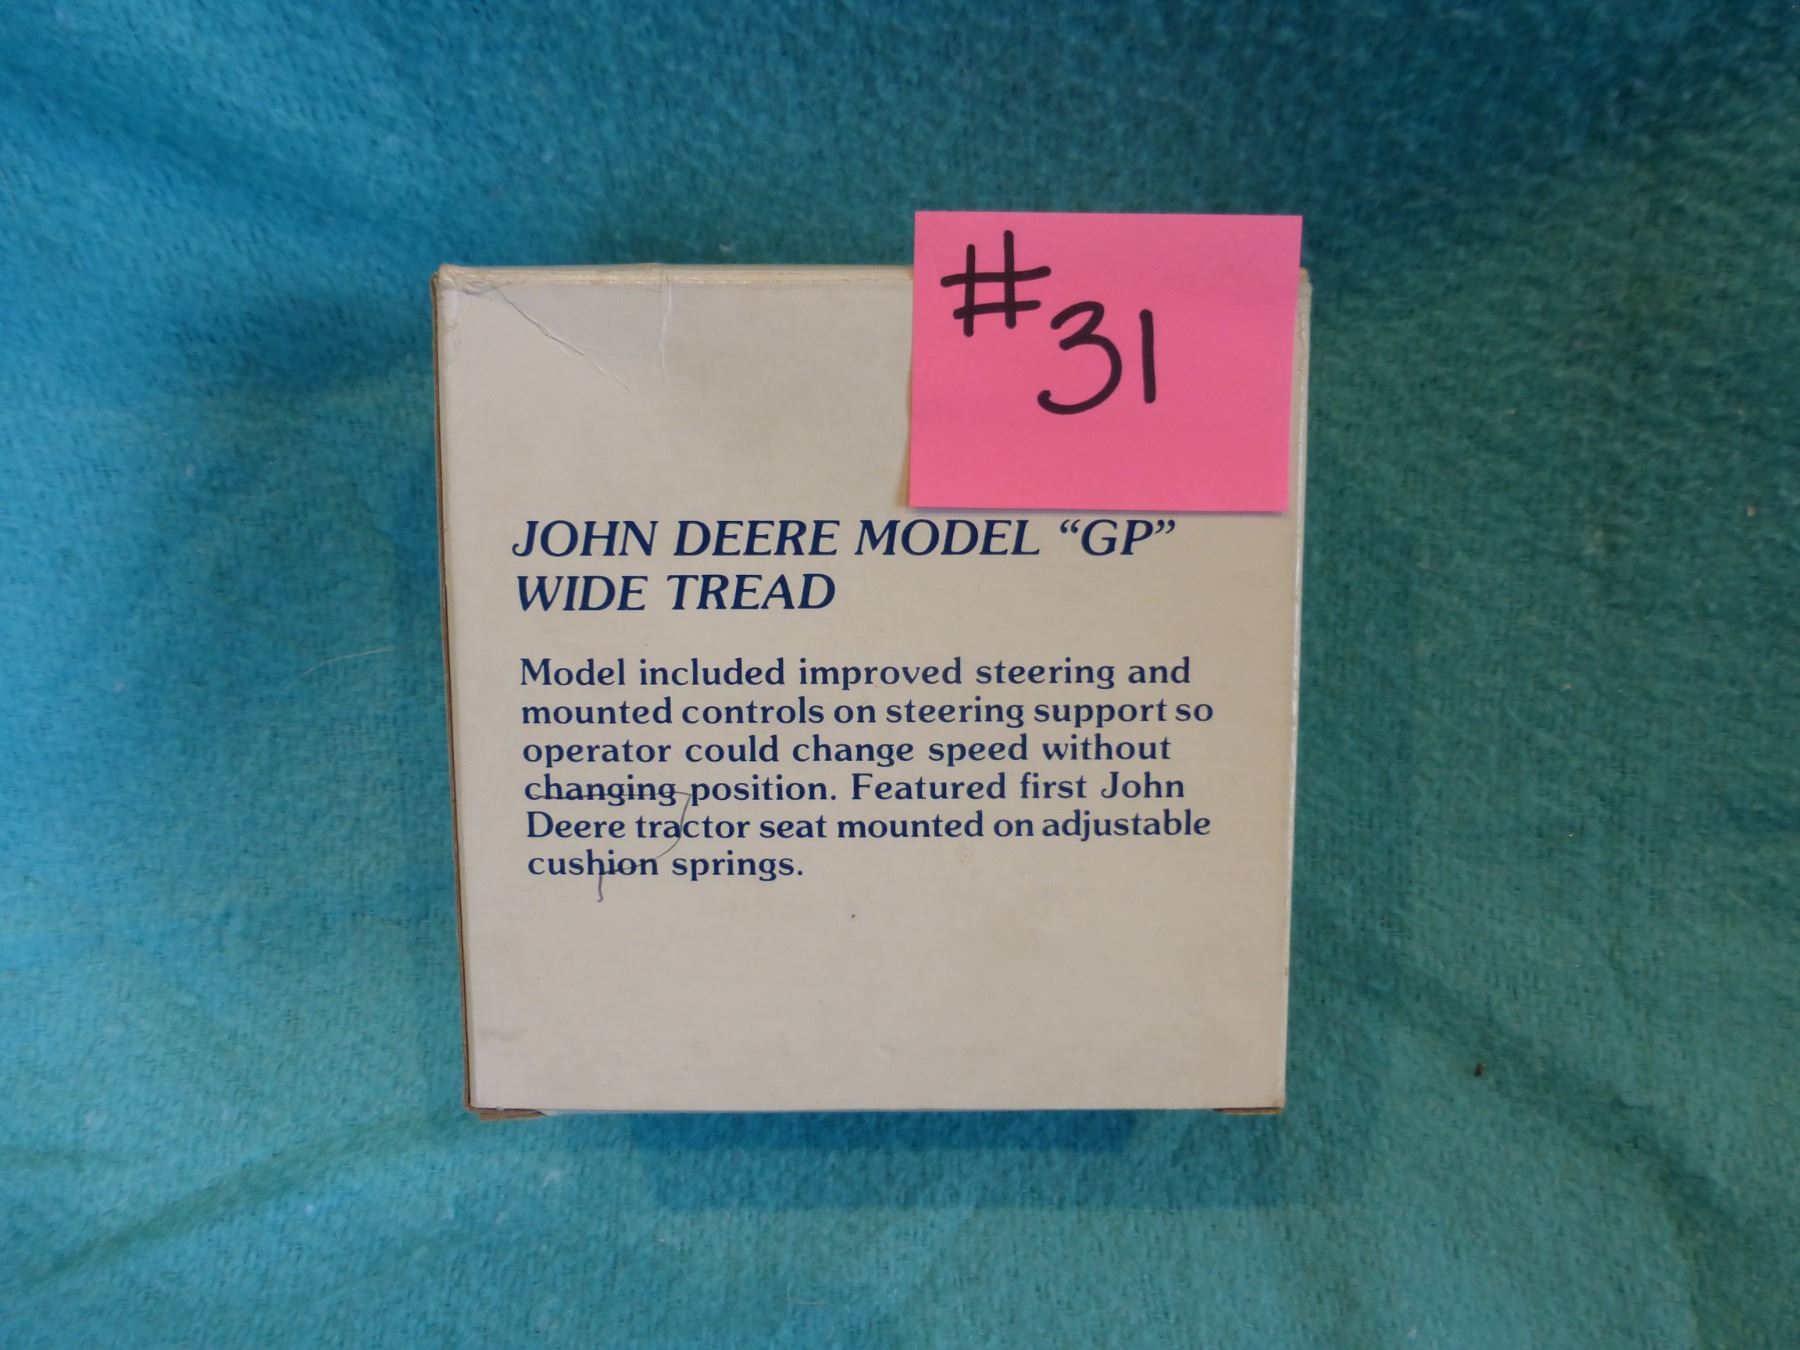 #31
JOHN DEERE MODEL “GP”
WIDE TREAD
Model included improved steering and
mounted controls on steering support so
operator could change speed without
changing position. Featured first John
Deere tractor seat mounted on adjustable
cushion springs.